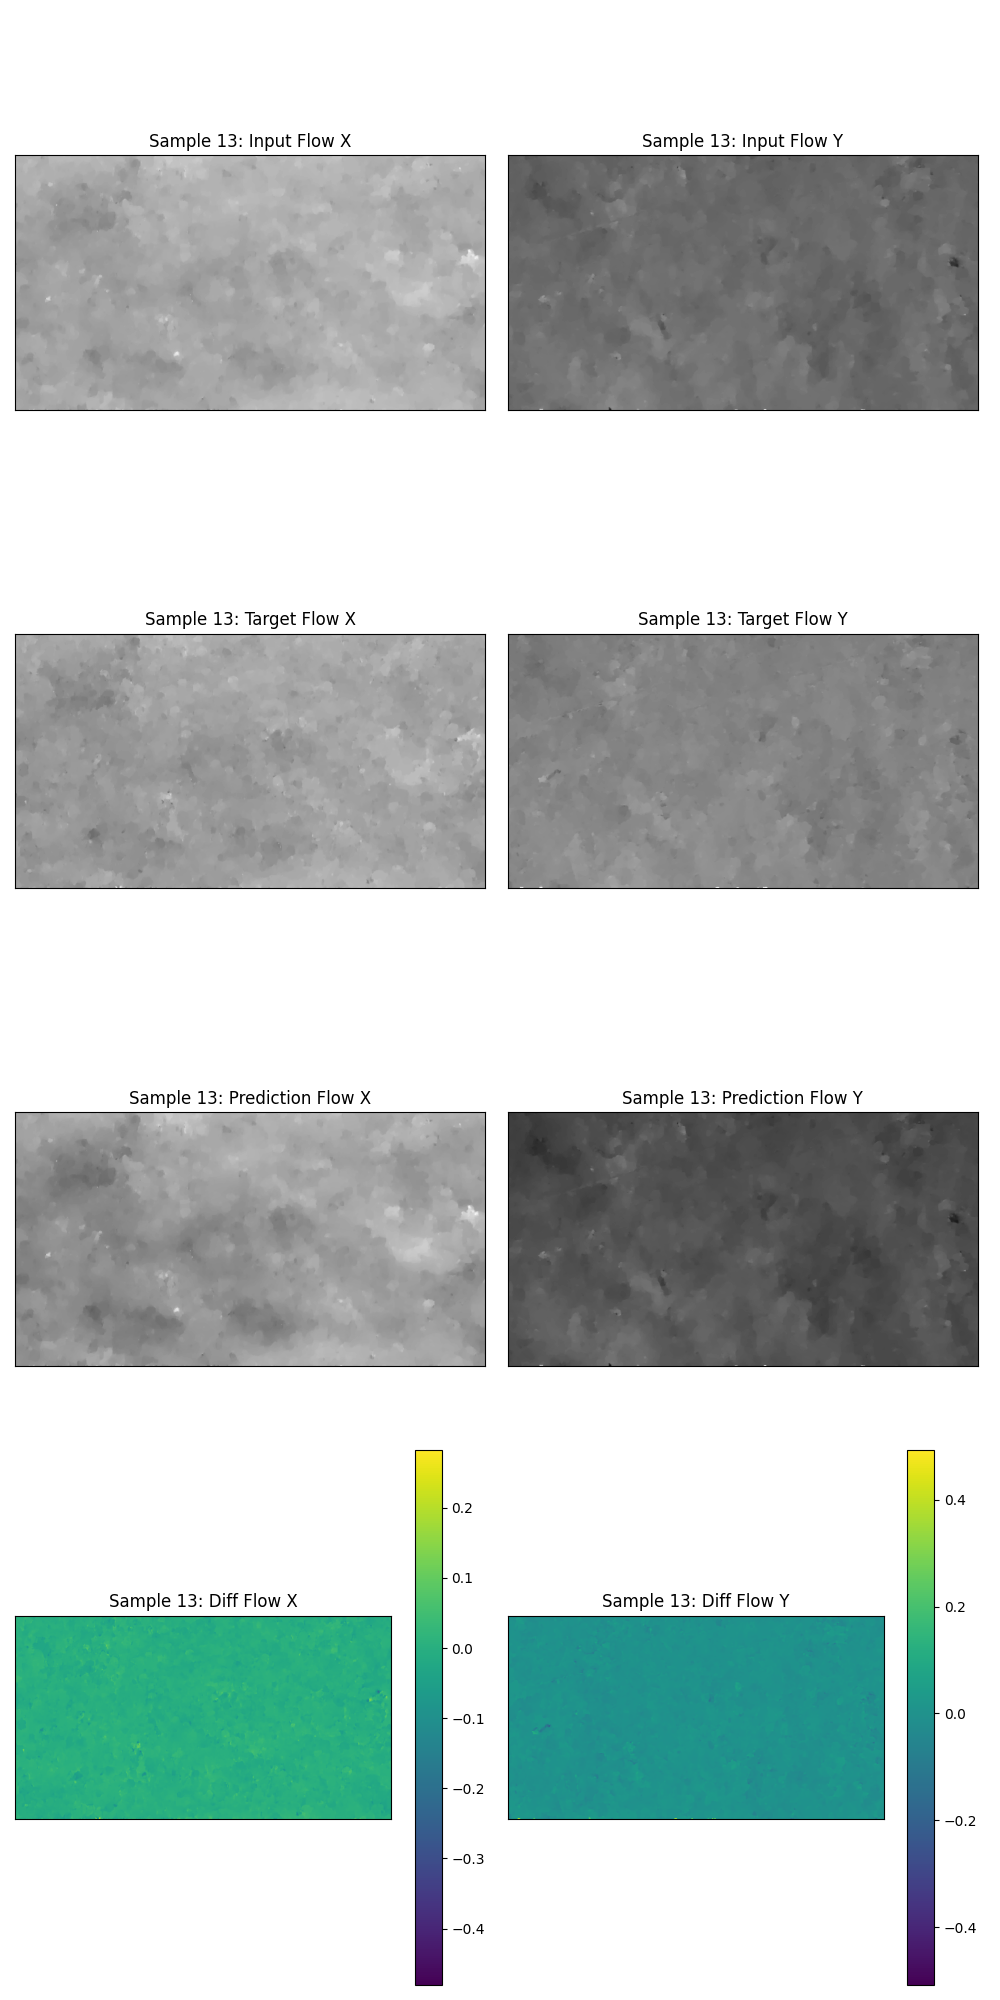 Sample 13: Input Flow X
Sample 13: Input Flow Y
Sample 13: Target Flow X
Sample 13: Target Flow Y
Sample 13: Prediction Flow X
Sample 13: Prediction Flow Y
Sample 13: Diff Flow X
0.2
0.1
0.0
−0.1
−0.2
−0.3
−0.4
Sample 13: Diff Flow Y
0.4
0.2
0.0
−0.2
−0.4